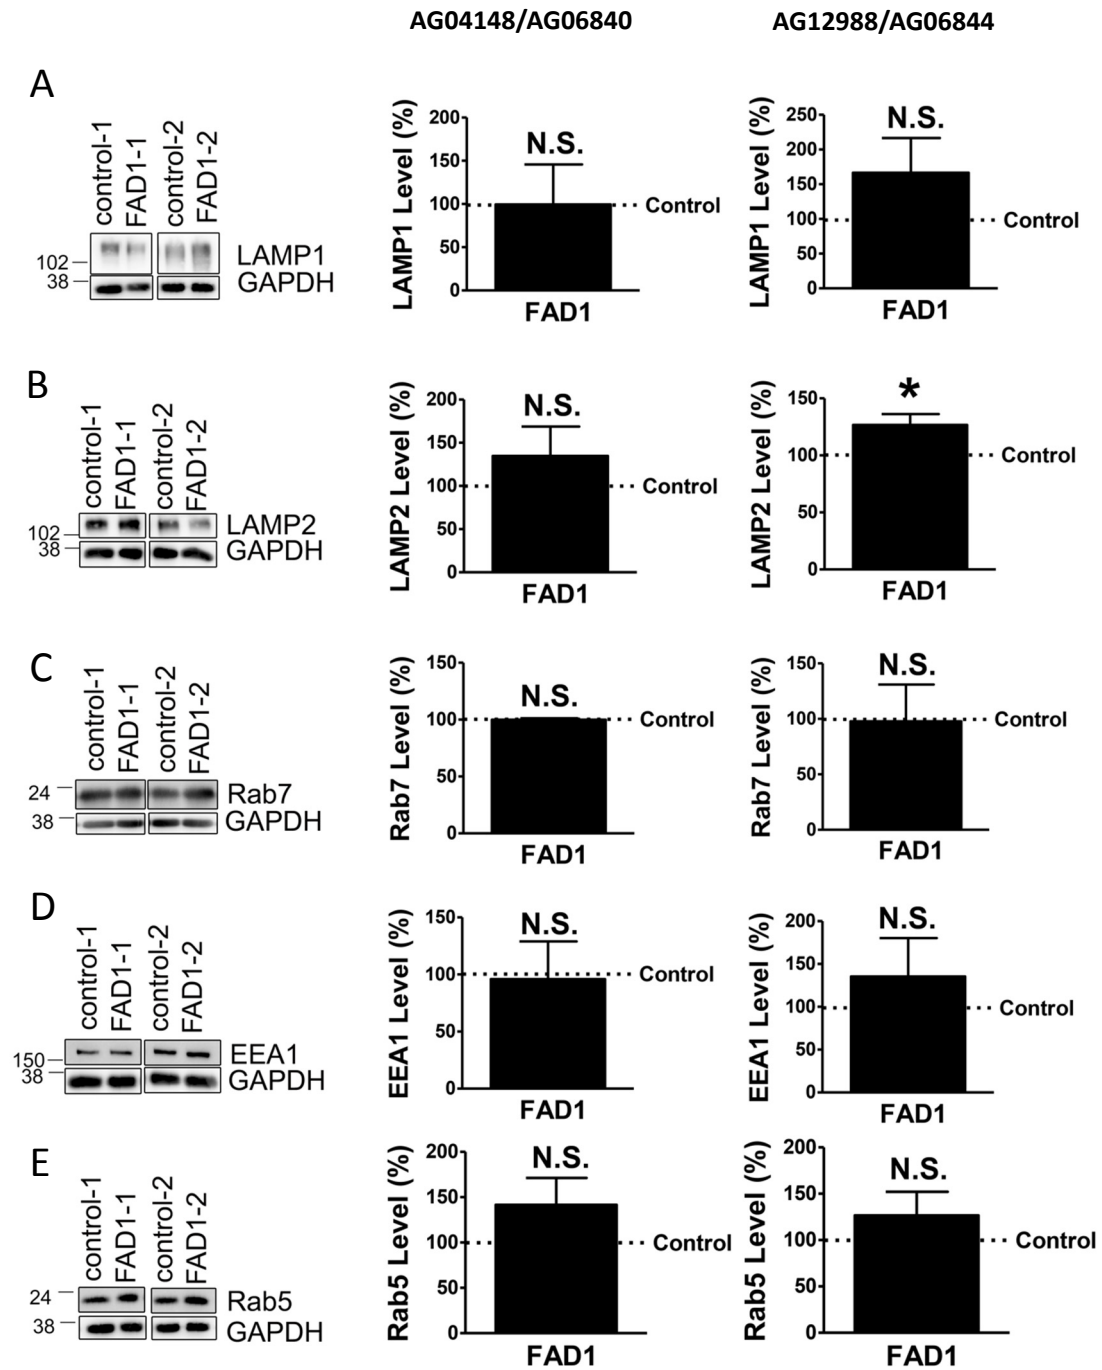 AG04148/AG06840
AG12988/AG06844
A
control-1
FAD1-1
control-2
FAD1-2
102
LAMP1
38
GAPDH
LAMP1 Level (%)
200
150
100
50
0
N.S.
Control
FAD1
LAMP1 Level (%)
250
200
150
100
50
0
N.S.
Control
FAD1
B
control-1
FAD1-1
control-2
FAD1-2
102
LAMP2
38
GAPDH
LAMP2 Level (%)
200
150
100
50
0
N.S.
Control
FAD1
LAMP2 Level (%)
150
100
50
0
*
Control
FAD1
C
control-1
FAD1-1
control-2
FAD1-2
24
Rab7
38
GAPDH
Rab7 Level (%)
150
100
50
0
N.S.
Control
FAD1
Rab7 Level (%)
150
100
50
0
N.S.
Control
FAD1
D
control-1
FAD1-1
control-2
FAD1-2
150
EEA1
38
GAPDH
EEA1 Level (%)
150
100
50
0
N.S.
Control
FAD1
EEA1 Level (%)
200
150
100
50
0
N.S.
Control
FAD1
E
control-1
FAD1-1
control-2
FAD1-2
24
Rab5
38
GAPDH
Rab5 Level (%)
200
150
100
50
0
N.S.
Control
FAD1
Rab5 Level (%)
200
150
100
50
0
N.S.
Control
FAD1